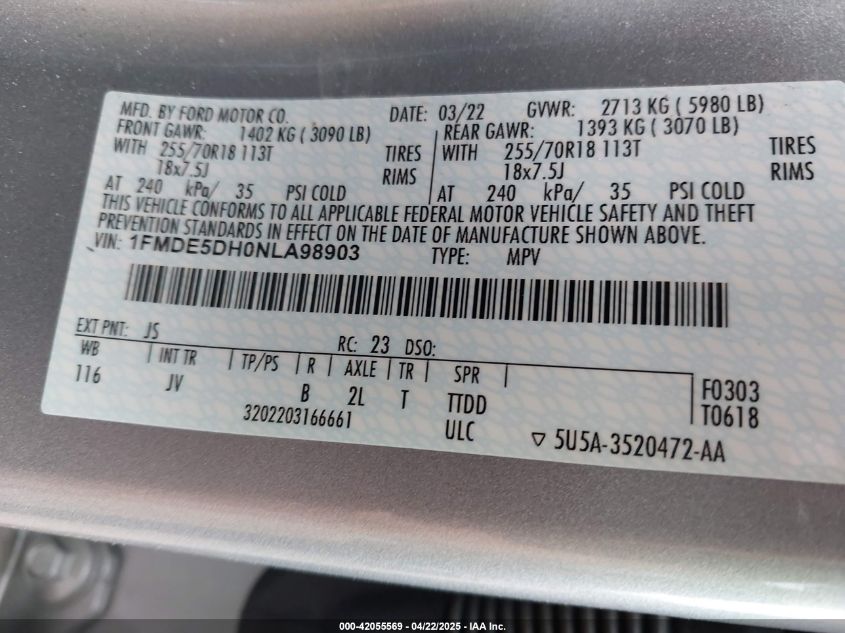 MFD. BY FORD MOTOR CO. DATE: 03/22 GVWR: 2713 KG ( 5980 LB)
FRONT GAWR: 1402 KG ( 3090 LB) REAR GAWR: 1393 KG ( 3070 LB)
WITH 255/70R18 113T TIRES WITH 255/70R18 113T TIRES
18x7.5J RIMS 18x7.5J RIMS
AT 240 kPa/ 35 PSI COLD AT 240 kPa/ 35 PSI COLD
THIS VEHICLE CONFORMS TO ALL APPLICABLE FEDERAL MOTOR VEHICLE SAFETY AND THEFT
PREVENTION STANDARDS IN EFFECT ON THE DATE OF MANUFACTURE SHOWN ABOVE.
VIN: 1FMDE5DH0NLA98903 TYPE: MPV
EXT PNT: JS RC: 23 DSO:
WB INT TR TP/PS R AXLE TR SPR
116 JV B 2L T TTDD F0303
3202203166661 ULC T0618
▽ 5U5A-3520472-AA
000-42055569 - 04/22/2025 - IAA Inc.